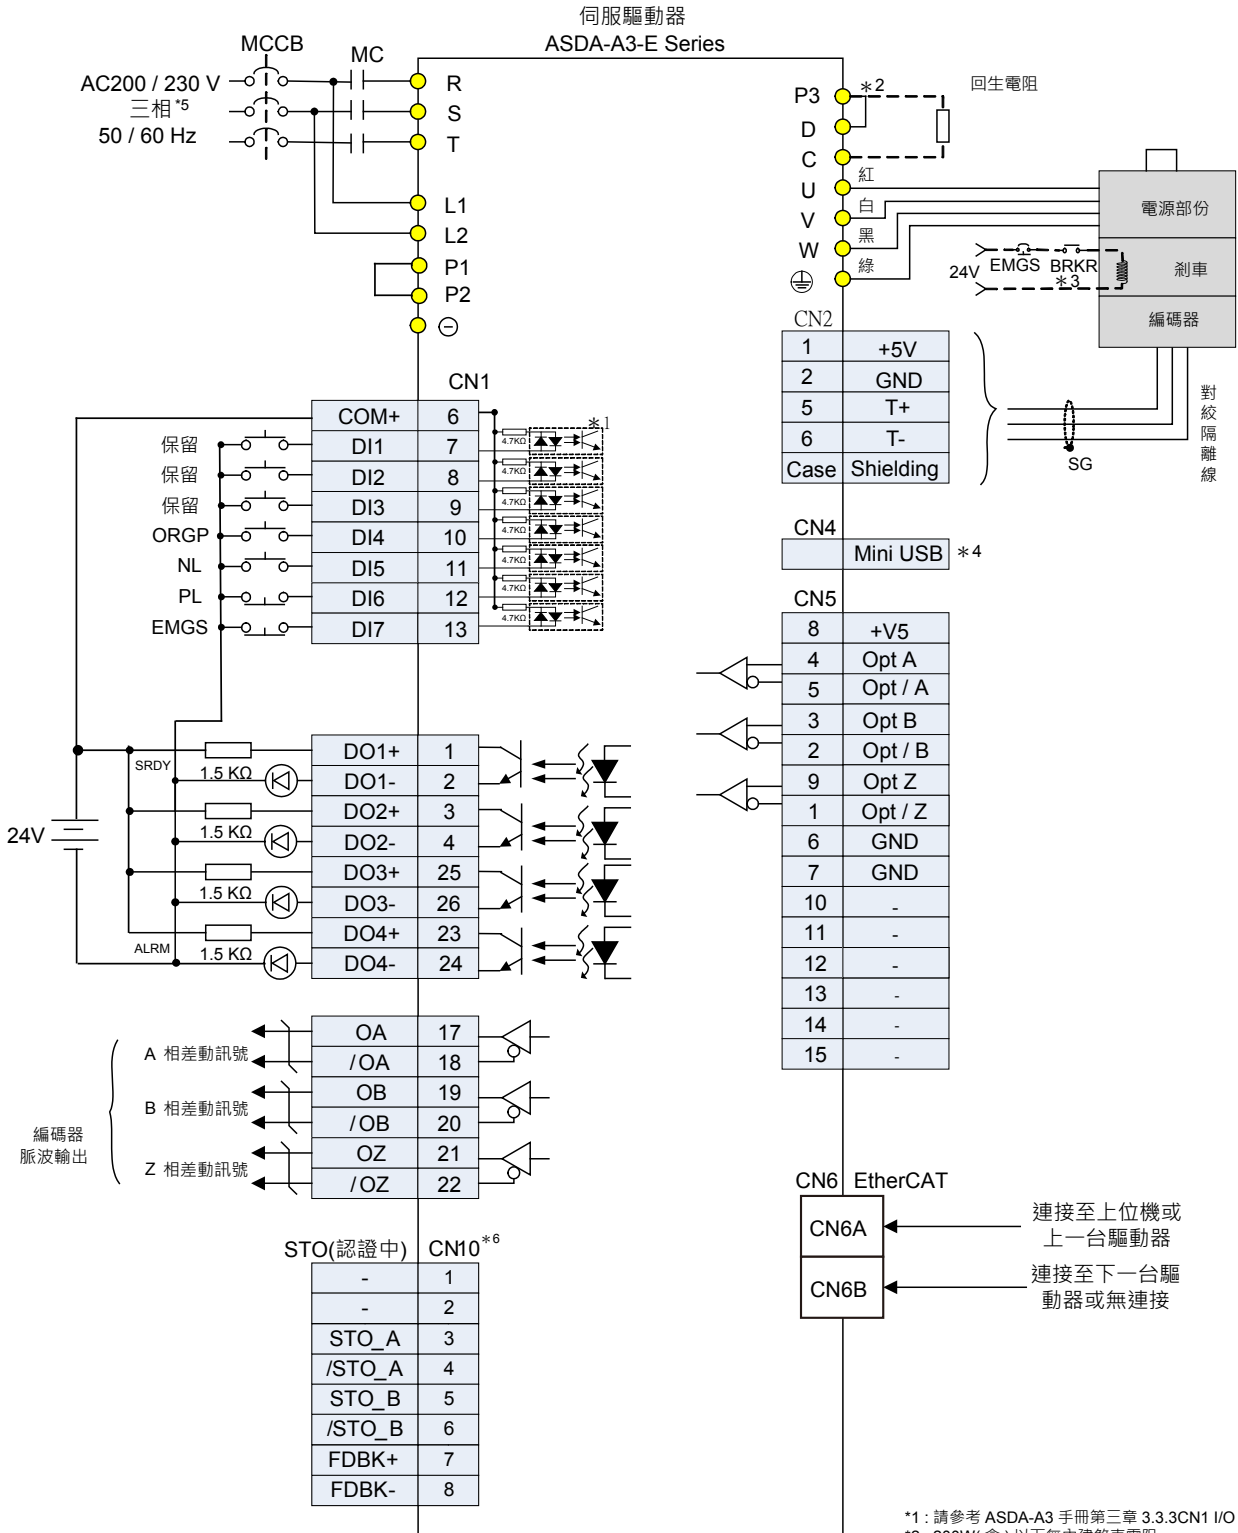 伺服驅動器
ASDA-A3-E Series
MCCB
MC
AC200 / 230 V
三相 *5
50 / 60 Hz
R
S
T
L1
L2
P1
P2
⊖
P3
D
C
U
V
W
*2
回生電阻
紅
白
黑
綠
電源部份
剎車
編碼器
24V
EMGS
BRKR
*3
CN2
1 +5V
2 GND
5 T+
6 T-
Case Shielding
SG
對絞隔離線
CN4
Mini USB
*4
CN5
8 +V5
4 Opt A
5 Opt / A
3 Opt B
2 Opt / B
9 Opt Z
1 Opt / Z
6 GND
7 GND
10 -
11 -
12 -
13 -
14 -
15 -
CN6 EtherCAT
CN6A
連接至上位機或
上一台驅動器
CN6B
連接至下一台驅
動器或無連接
CN1
COM+ 6
*1
保留 DI1 7 4.7KΩ
保留 DI2 8 4.7KΩ
保留 DI3 9 4.7KΩ
ORGP DI4 10 4.7KΩ
NL DI5 11 4.7KΩ
PL DI6 12 4.7KΩ
EMGS DI7 13 4.7KΩ
24V
SRDY
DO1+ 1
1.5 KΩ DO1- 2
DO2+ 3
1.5 KΩ DO2- 4
DO3+ 25
1.5 KΩ DO3- 26
DO4+ 23
ALRM
1.5 KΩ DO4- 24
編碼器
脈波輸出
A 相差動訊號
OA 17
/OA 18
B 相差動訊號
OB 19
/OB 20
Z 相差動訊號
OZ 21
/OZ 22
STO(認證中) CN10 *6
- 1
- 2
STO_A 3
/STO_A 4
STO_B 5
/STO_B 6
FDBK+ 7
FDBK- 8
*1 : 請參考 ASDA-A3 手冊第三章 3.3.3CN1 I/O